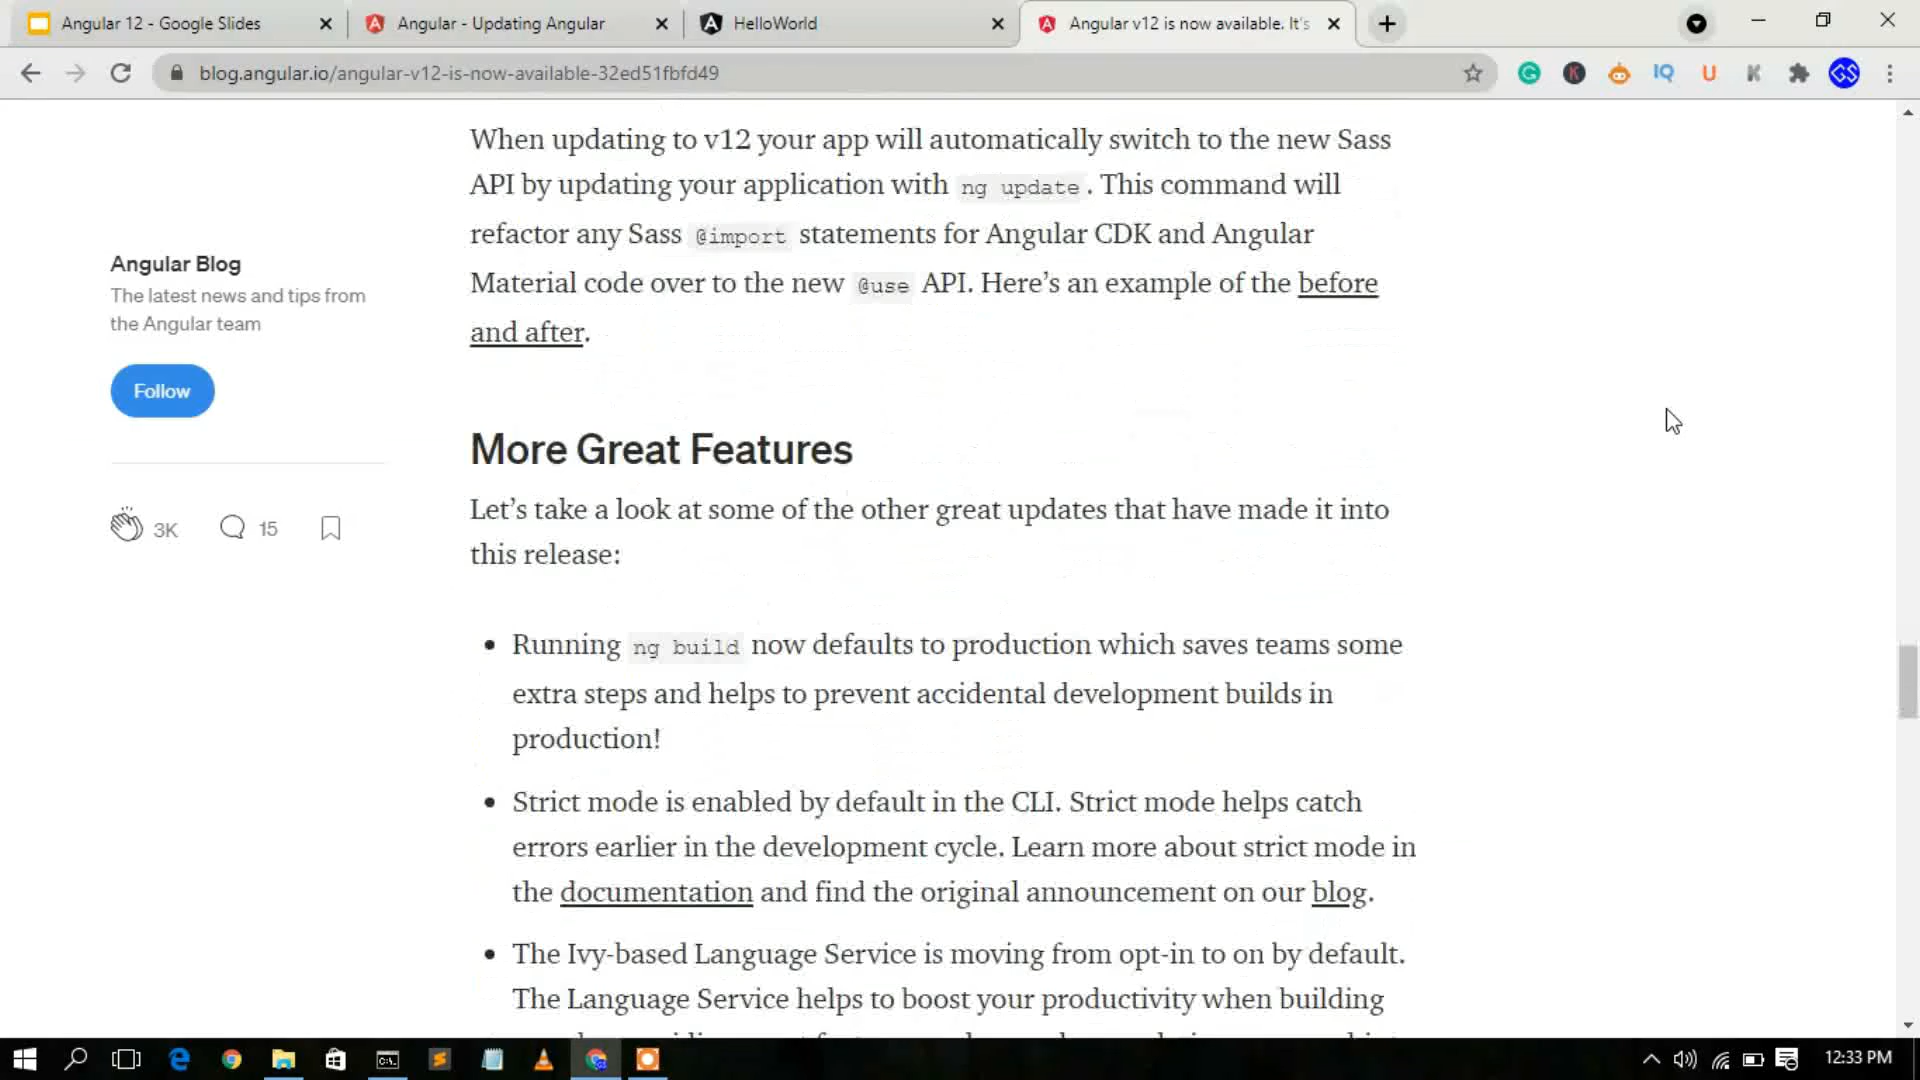 Angular 12 - Google Slides
Angular - Updating Angular
HelloWorld
Angular v12 is now available. It's
blog.angular.io/angular-v12-is-now-available-32ed51fbfd49
When updating to v12 your app will automatically switch to the new Sass
API by updating your application with ng update. This command will
refactor any Sass @import statements for Angular CDK and Angular
Material code over to the new @use API. Here’s an example of the before
and after.
Angular Blog
The latest news and tips from
the Angular team
Follow
3K
15
More Great Features
Let’s take a look at some of the other great updates that have made it into
this release:
• Running ng build now defaults to production which saves teams some
extra steps and helps to prevent accidental development builds in
production!
• Strict mode is enabled by default in the CLI. Strict mode helps catch
errors earlier in the development cycle. Learn more about strict mode in
the documentation and find the original announcement on our blog.
• The Ivy-based Language Service is moving from opt-in to on by default.
The Language Service helps to boost your productivity when building
12:33 PM